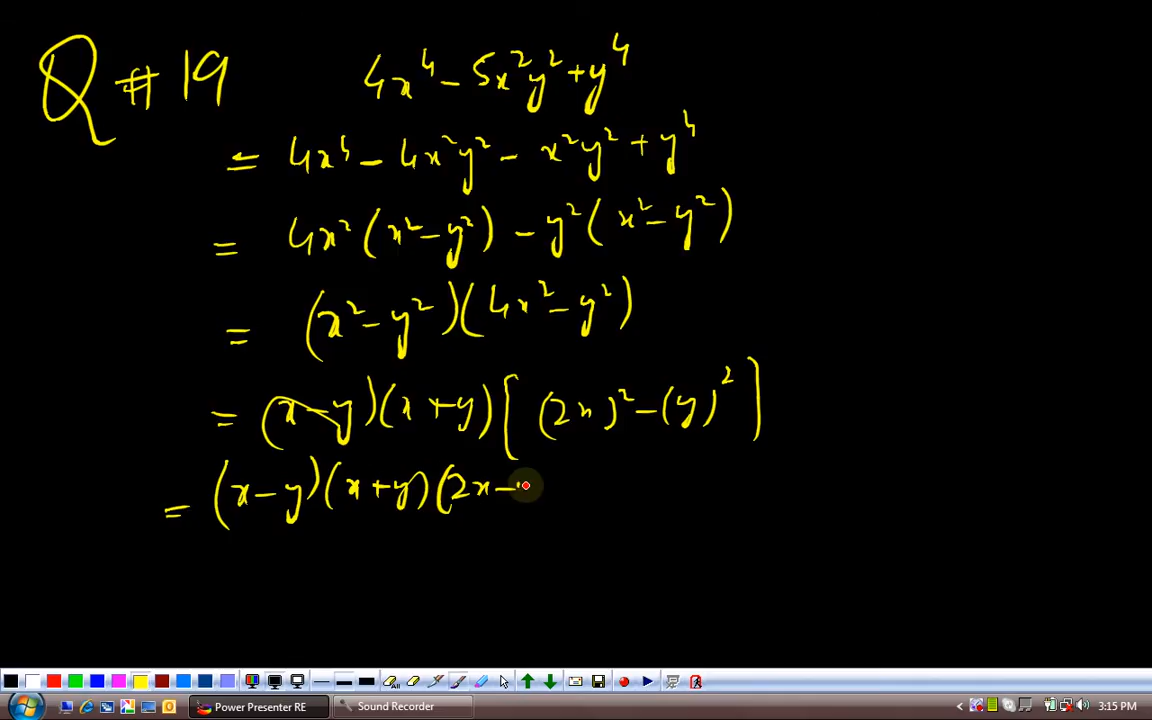 Q # 19 4x⁴ - 5x²y² + y⁴
= 4x⁴ - 4x²y² - x²y² + y⁴
= 4x² (x² - y²) - y² (x² - y²)
= (x² - y²)(4x² - y²)
= (x - y)(x + y) [ (2x)² - (y)² ]
= (x - y)(x + y)(2x -
All
Power Presenter RE
Sound Recorder
3:15 PM